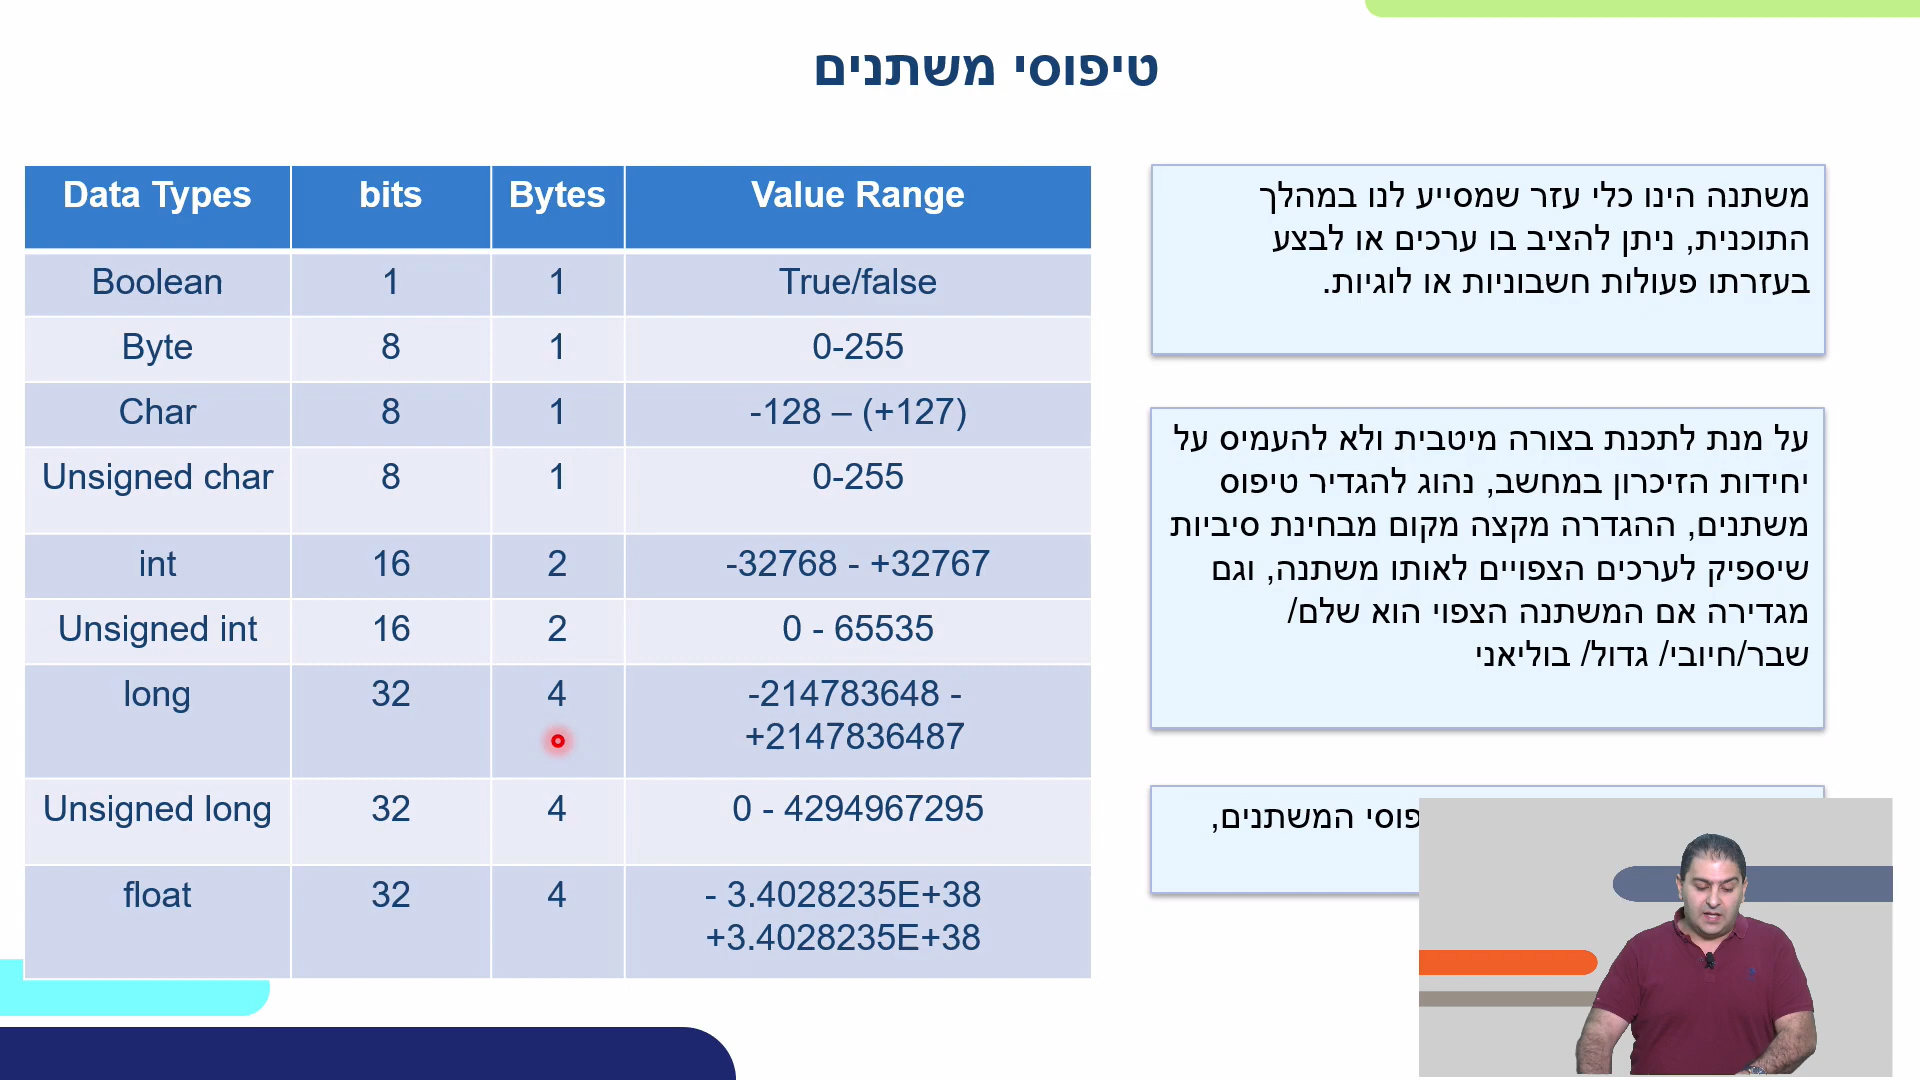 טיפוסי משתנים
Data Types bits Bytes Value Range
Boolean 1 1 True/false
Byte 8 1 0-255
Char 8 1 -128 – (+127)
Unsigned char 8 1 0-255
int 16 2 -32768 - +32767
Unsigned int 16 2 0 - 65535
long 32 4 -214783648 -
+2147836487
Unsigned long 32 4 0 - 4294967295
float 32 4 - 3.4028235E+38
+3.4028235E+38
משתנה הינו כלי עזר שמסייע לנו במהלך
התוכנית, ניתן להציב בו ערכים או לבצע
בעזרתו פעולות חשבוניות או לוגיות.
על מנת לתכנת בצורה מיטבית ולא להעמיס על
יחידות הזיכרון במחשב, נהוג להגדיר טיפוס
משתנים, ההגדרה מקצה מקום מבחינת סיביות
שיספיק לערכים הצפויים לאותו משתנה, וגם
מגדירה אם המשתנה הצפוי הוא שלם/
שבר/חיובי/ גדול/ בוליאני
המשתנים,